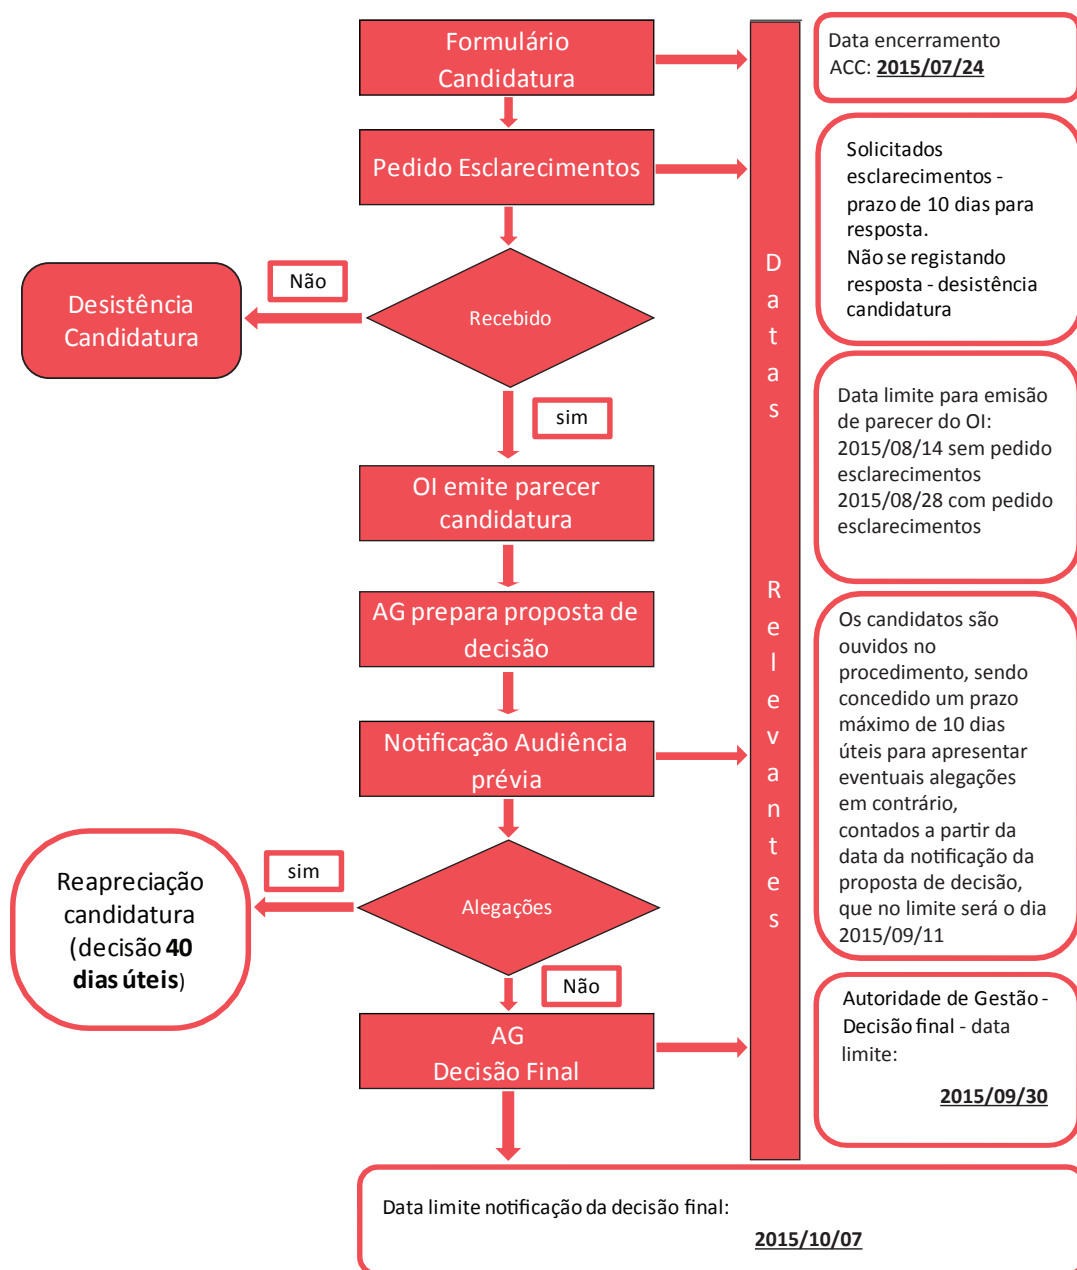 Formulário
Candidatura
Data encerramento
ACC: 2015/07/24
Pedido Esclarecimentos
Solicitados
esclarecimentos -
prazo de 10 dias para
resposta.
Não se registando
resposta - desistência
candidatura
Não
Desistência
Candidatura
Recebido
sim
Data limite para emissão
de parecer do OI:
2015/08/14 sem pedido
esclarecimentos
2015/08/28 com pedido
esclarecimentos
OI emite parecer
candidatura
AG prepara proposta de
decisão
Notificação Audiência
prévia
Os candidatos são
ouvidos no
procedimento, sendo
concedido um prazo
máximo de 10 dias
úteis para apresentar
eventuais alegações
em contrário,
contados a partir da
data da notificação da
proposta de decisão,
que no limite será o dia
2015/09/11
sim
Reapreciação
candidatura
(decisão 40
dias úteis)
Alegações
Não
AG
Decisão Final
Autoridade de Gestão -
Decisão final - data
limite:
2015/09/30
Datas Relevantes
Data limite notificação da decisão final:
2015/10/07